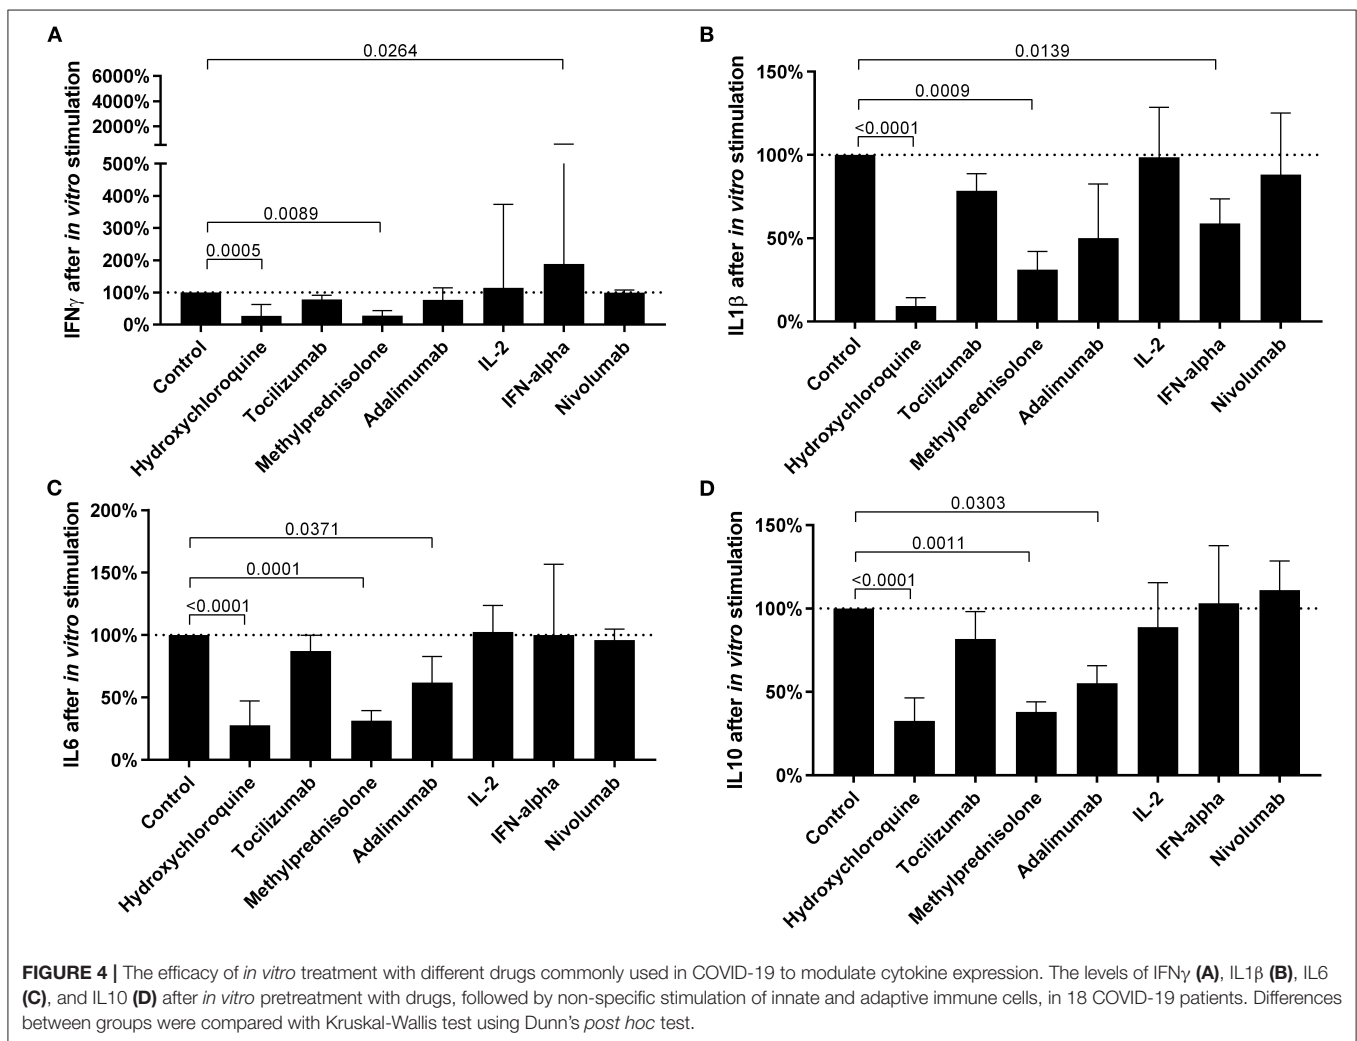 A
IFNγ after in vitro stimulation
6000%
4000%
2000%
500%
400%
300%
200%
100%
0%
0.0264
0.0089
0.0005
Control
Hydroxychloroquine
Tocilizumab
Methylprednisolone
Adalimumab
IL-2
IFN-alpha
Nivolumab
B
IL1β after in vitro stimulation
150%
100%
50%
0%
0.0139
0.0009
<0.0001
Control
Hydroxychloroquine
Tocilizumab
Methylprednisolone
Adalimumab
IL-2
IFN-alpha
Nivolumab
C
IL6 after in vitro stimulation
200%
150%
100%
50%
0%
0.0371
0.0001
<0.0001
Control
Hydroxychloroquine
Tocilizumab
Methylprednisolone
Adalimumab
IL-2
IFN-alpha
Nivolumab
D
IL10 after in vitro stimulation
150%
100%
50%
0%
0.0303
0.0011
<0.0001
Control
Hydroxychloroquine
Tocilizumab
Methylprednisolone
Adalimumab
IL-2
IFN-alpha
Nivolumab
FIGURE 4 | The efficacy of in vitro treatment with different drugs commonly used in COVID-19 to modulate cytokine expression. The levels of IFNγ (A), IL1β (B), IL6
(C), and IL10 (D) after in vitro pretreatment with drugs, followed by non-specific stimulation of innate and adaptive immune cells, in 18 COVID-19 patients. Differences
between groups were compared with Kruskal-Wallis test using Dunn's post hoc test.